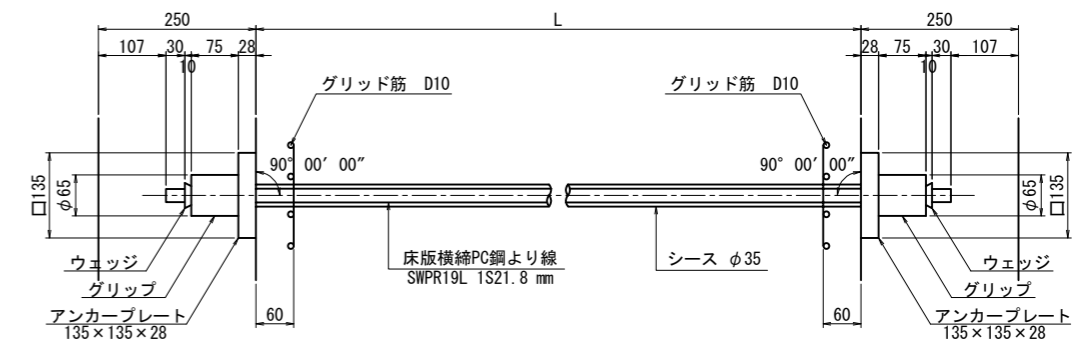 250 L 250
107 30 75 28 28 75 30 107
10 10
グリッド筋 D10 グリッド筋 D10
90° 00′ 00″ 90° 00′ 00″
□135 φ65 φ65 □135
床版横締PC鋼より線 シース φ35
SWPR19L 1S21.8 mm
ウェッジ ウェッジ
グリップ グリップ
アンカープレート 60 60 アンカープレート
135×135×28 135×135×28